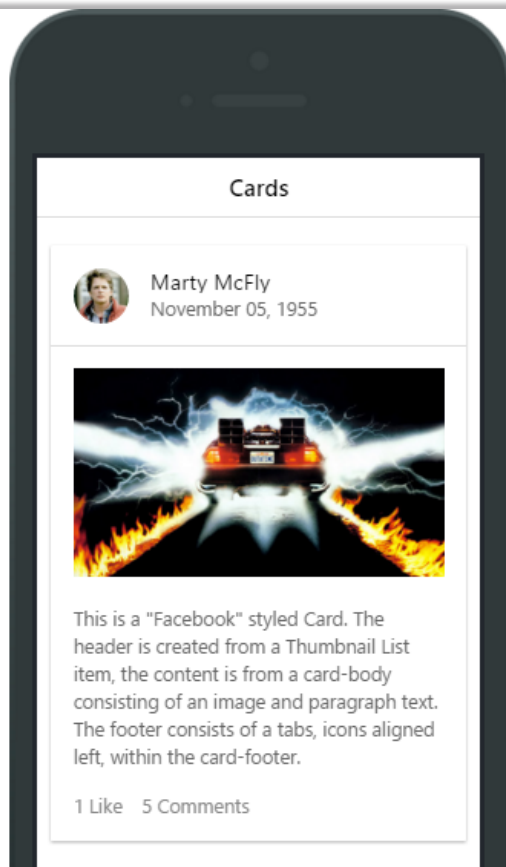 Cards
Marty McFly
November 05, 1955
This is a "Facebook" styled Card. The
header is created from a Thumbnail List
item, the content is from a card-body
consisting of an image and paragraph text.
The footer consists of a tabs, icons aligned
left, within the card-footer.
1 Like 5 Comments